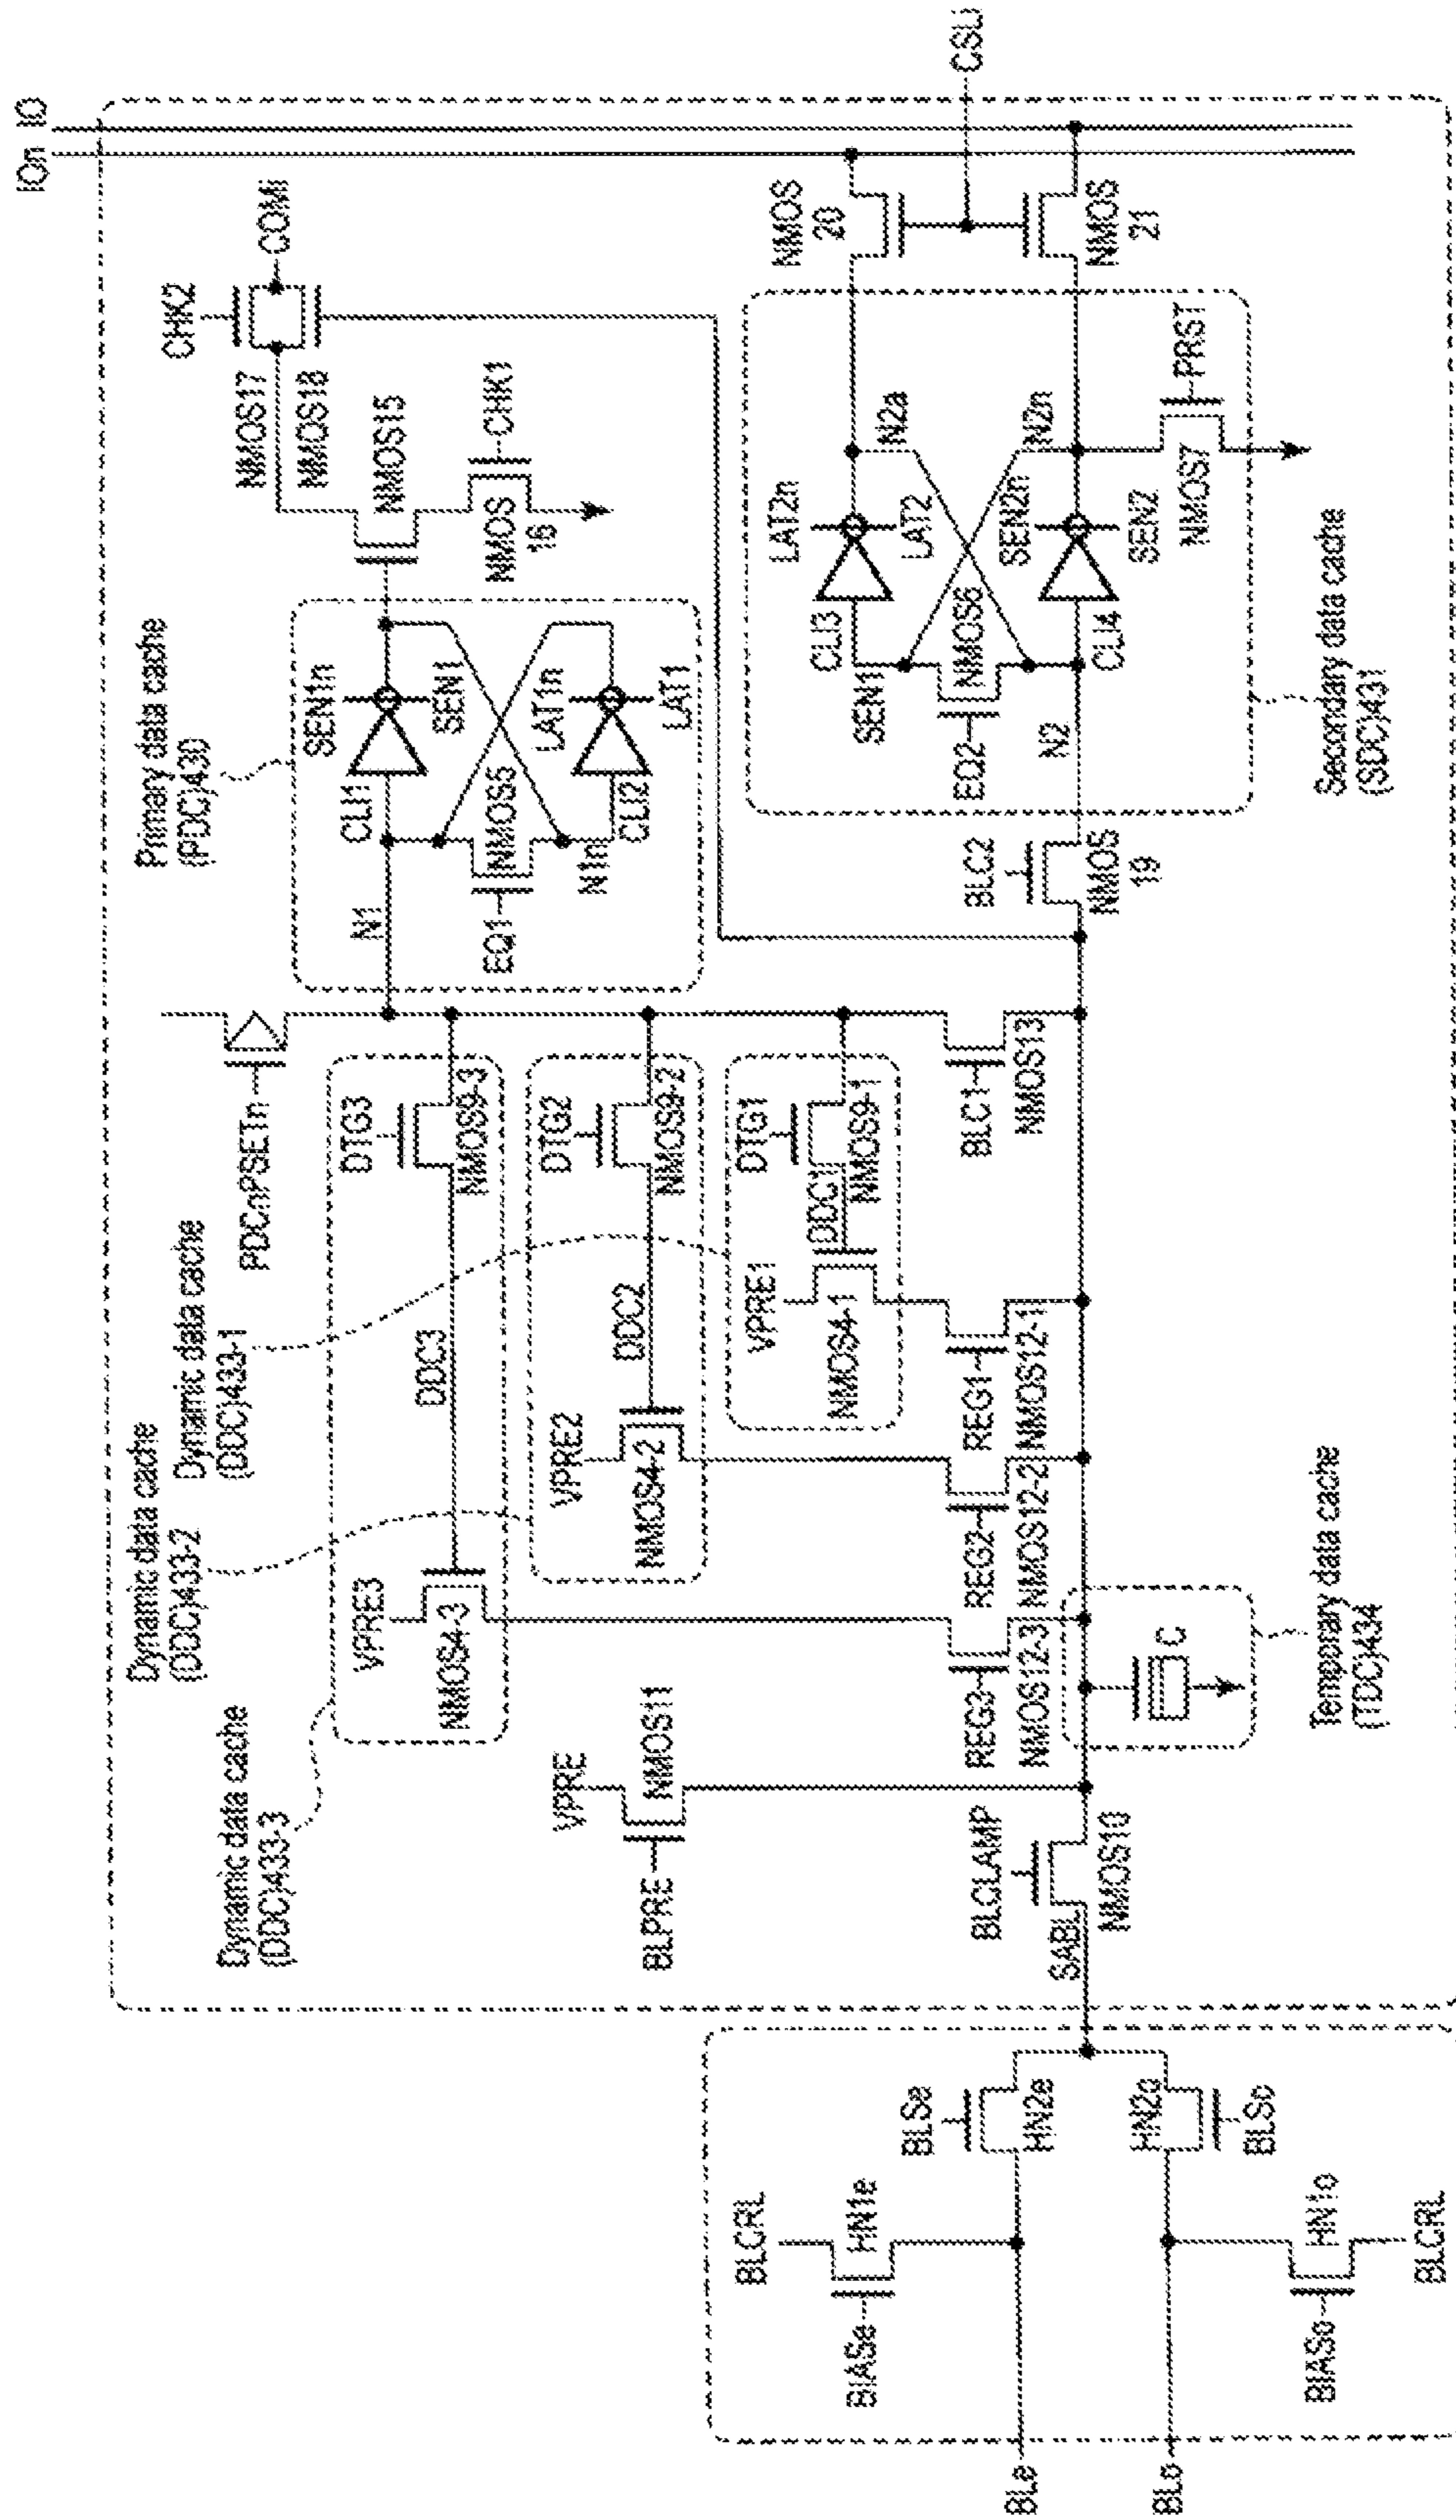 Primary data cache
(PDC)430
Dynamic data cache
(DDC)433-1
Dynamic data cache
(DDC)433-2
Dynamic data cache
(DDC)433-3
IOn
IO
PDCnPSETn
CHK2
COMi
NMOS17
NMOS18
NMOS15
CHK1
NMOS
16
N1
CLI1
SEN1n
SEN1
EQ1
NMOS5
N1n
LAT1n
LAT1
CLI2
VPRE3
NMOS4-3
DDC3
DTG3
NMOS9-3
VPRE2
NMOS4-2
DDC2
DTG2
NMOS9-2
VPRE1
NMOS4-1
DDC1
DTG1
NMOS9-1
VPRE
BLPRE
NMOS11
REG3
NMOS12-3
REG2
NMOS12-2
REG1
NMOS12-1
BLC1
NMOS13
BLC2
NMOS
19
NMOS
20
CSLi
NMOS
21
LAT2n
LAT2
CLI3
SEN1
N2a
EQ2
NMOS6
N2
SEN2n
SEN2
CLI4
N2n
NMOS7
PRST
Secondary data cache
(SDC)431
BLCLAMP
SABL
NMOS10
C
Temporary data cache
(TDC)434
BLCRL
BIASe
HN1e
BLSe
HN2e
HN2o
BLSo
BIASo
HN1o
BLCRL
BLe
BLo